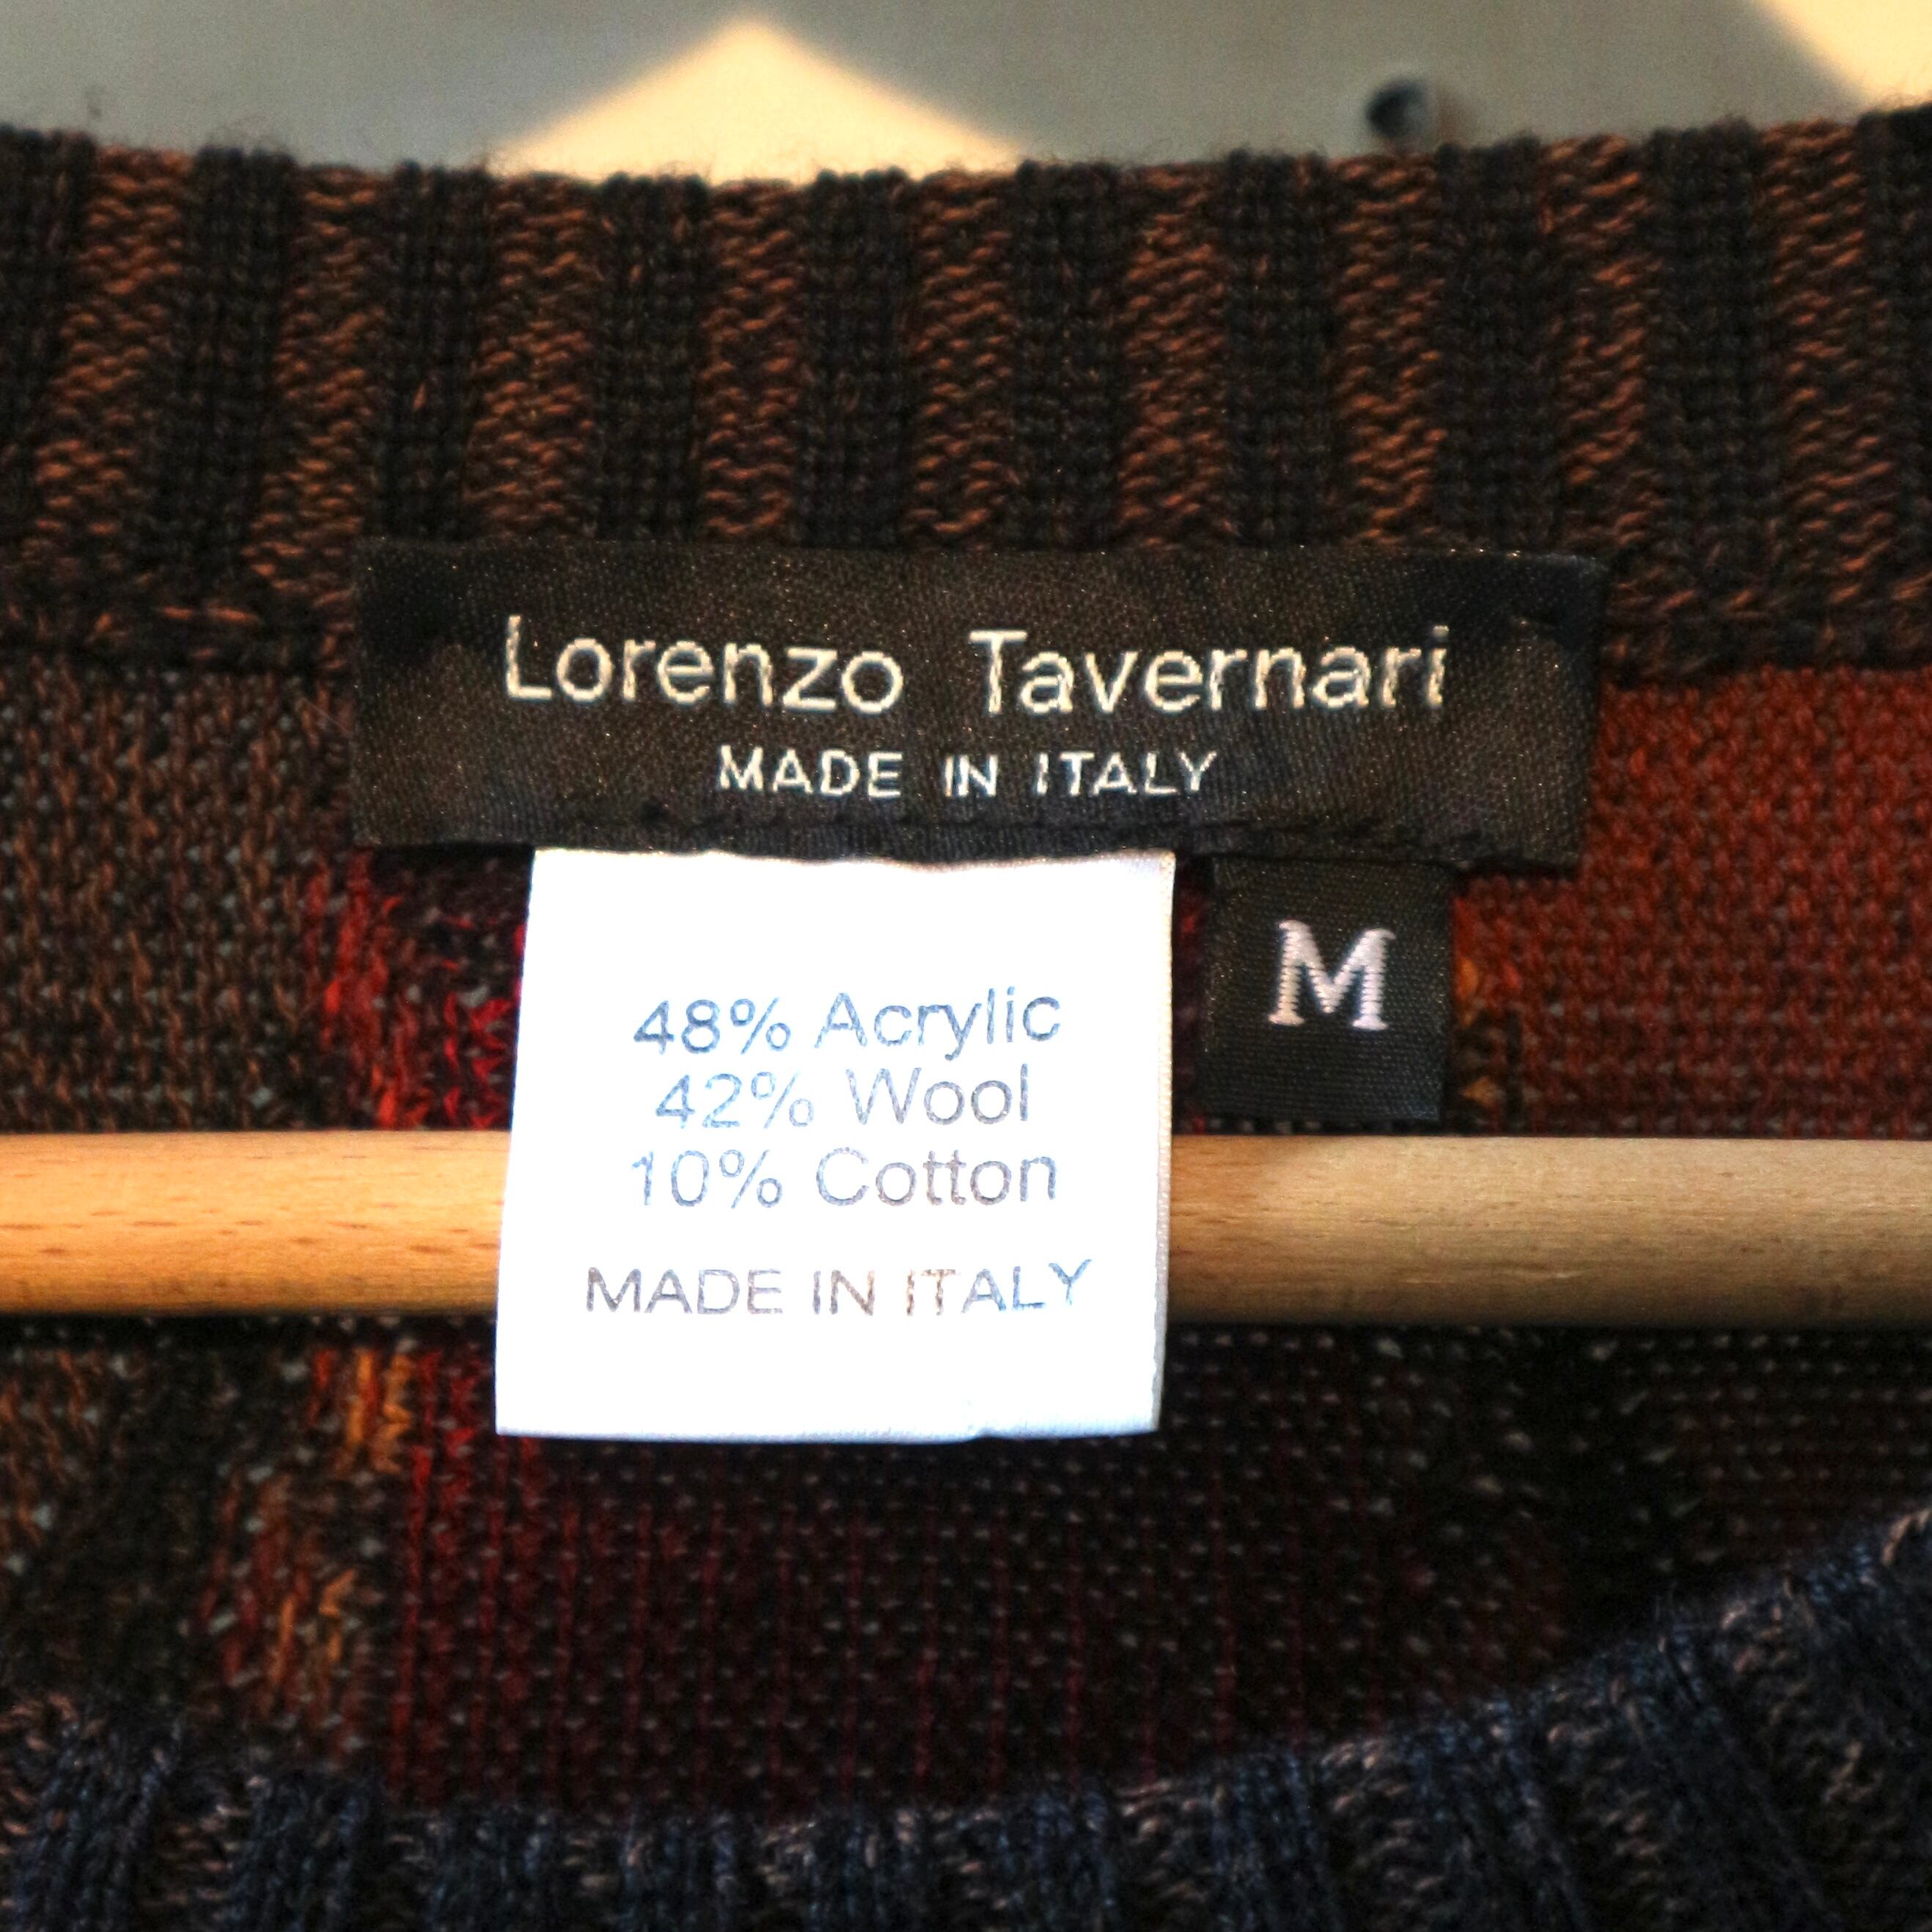 Lorenzo Tavernari
MADE IN ITALY
M
48% Acrylic
42% Wool
10% Cotton
MADE IN ITALY